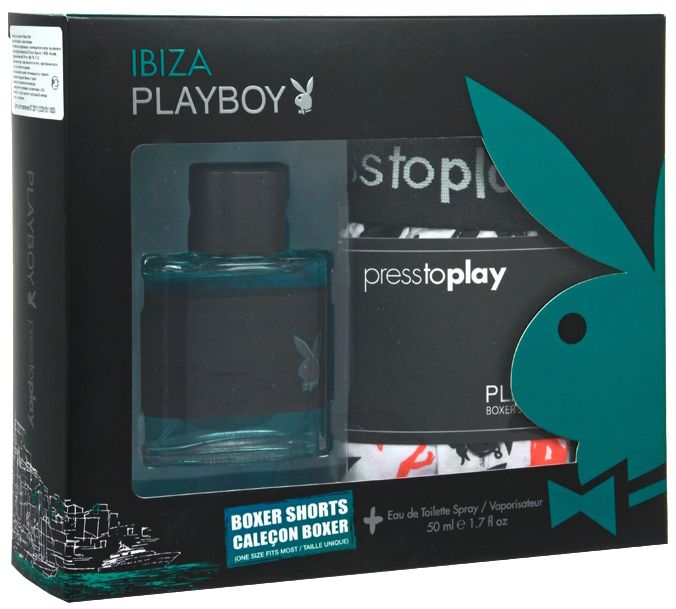 IBIZA
PLAYBOY
PLAYBOY presstoplay
sstopl
presstoplay
PL
BOXER S
BOXER SHORTS
CALEÇON BOXER
(ONE SIZE FITS MOST / TAILLE UNIQUE)
+ Eau de Toilette Spray / Vaporisateur
50 ml e 1.7 fl oz